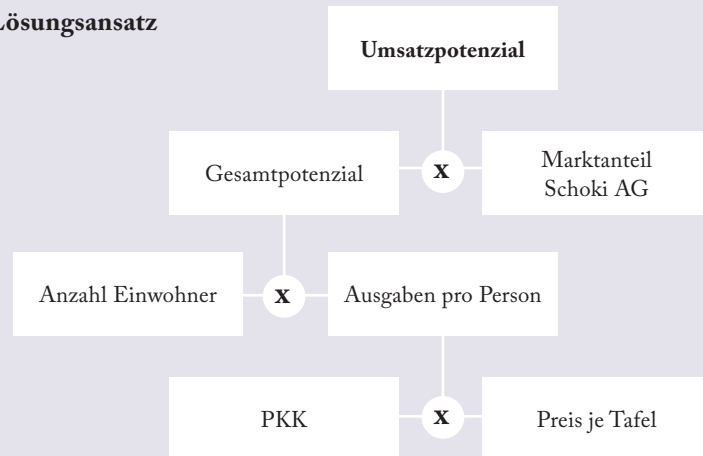 Lösungsansatz
Umsatzpotenzial
Gesamtpotenzial
x
Marktanteil
Schoki AG
Anzahl Einwohner
x
Ausgaben pro Person
PKK
x
Preis je Tafel